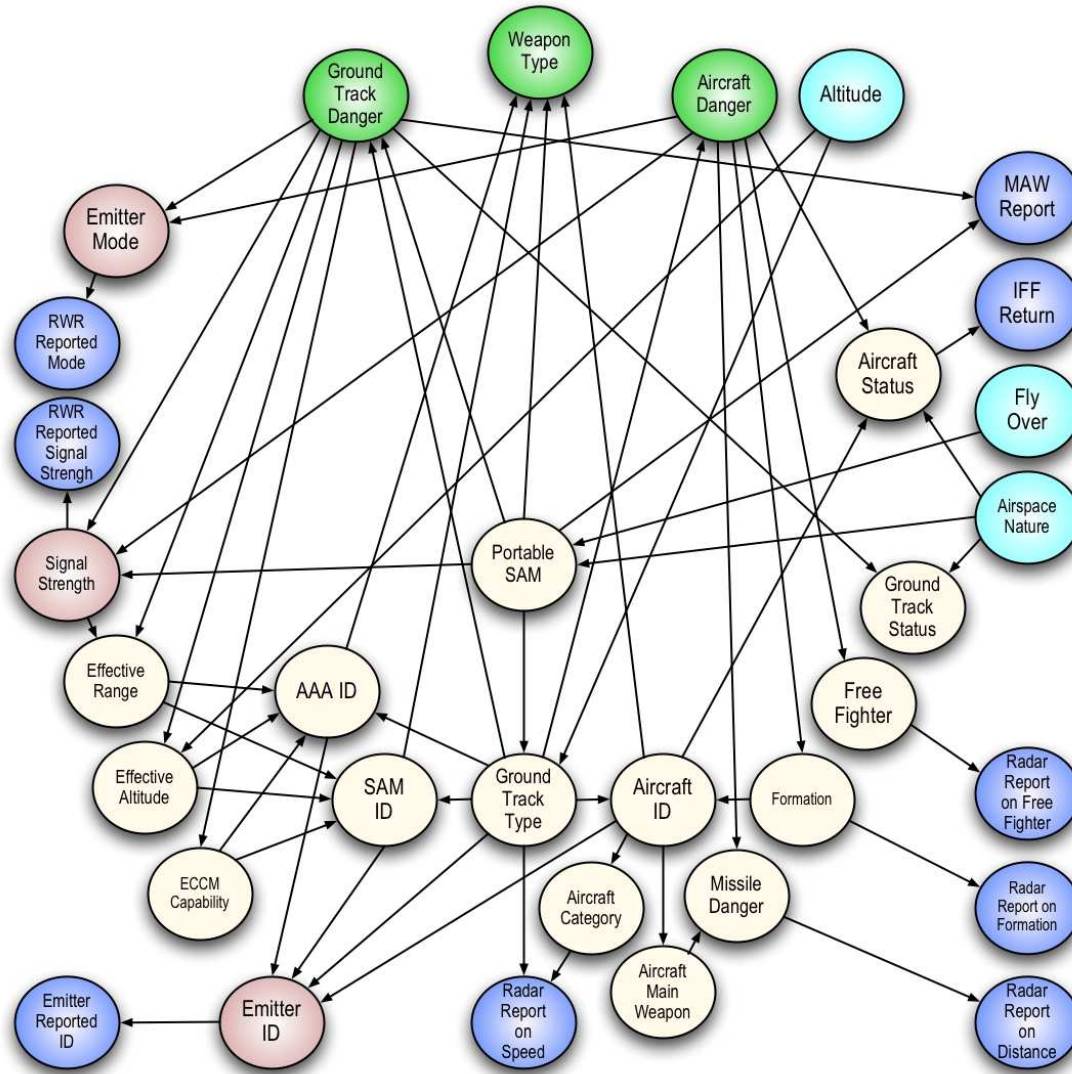 Weapon
Type
Ground
Track
Danger
Aircraft
Danger
Altitude
MAW
Report
Emitter
Mode
IFF
Return
RWR
Reported
Mode
Aircraft
Status
Fly
Over
RWR
Reported
Signal
Strengh
Airspace
Nature
Portable
SAM
Signal
Strength
Ground
Track
Status
Effective
Range
AAA ID
Free
Fighter
Effective
Altitude
SAM
ID
Ground
Track
Type
Aircraft
ID
Formation
Radar
Report
on Free
Fighter
ECCM
Capability
Aircraft
Category
Missile
Danger
Radar
Report on
Formation
Aircraft
Main
Weapon
Emitter
Reported
ID
Emitter
ID
Radar
Report
on
Speed
Radar
Report
on
Distance